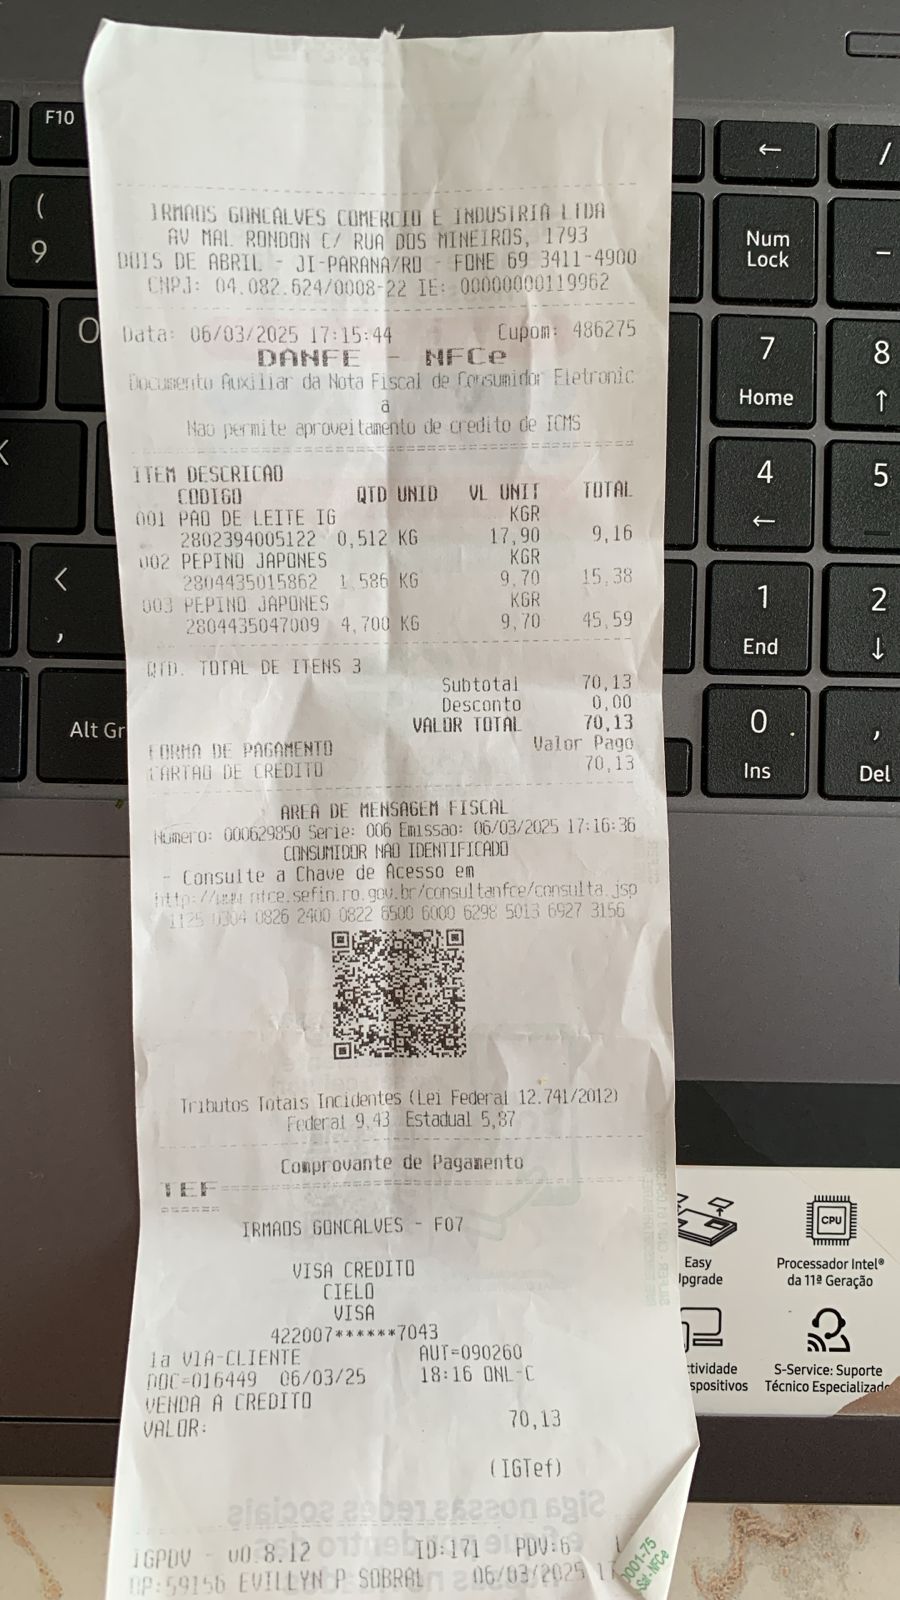 IRMAOS GONCALVES COMERCIO E INDUSTRIA LTDA
AV MAL RONDON C/ RUA DOS MINEIROS, 1793
DOIS DE ABRIL - JI-PARANA/RO - FONE 69 3411-4900
CNPJ: 04.082.624/0008-22 IE: 00000000119962
Data: 06/03/2025 17:15:44 Cupom: 486275
DANFE - NFCe
Documento Auxiliar da Nota Fiscal de Consumidor Eletronic
a
Nao permite aproveitamento de credito de ICMS
ITEM DESCRICAO
CODIGO QTD UNID VL UNIT TOTAL
001 PAO DE LEITE IG KGR
2802394005122 0,512 KG 17,90 9,16
002 PEPINO JAPONES KGR
2804435015862 1,586 KG 9,70 15,38
003 PEPINO JAPONES KGR
2804435047009 4,700 KG 9,70 45,59
QTD. TOTAL DE ITENS 3
Subtotal 70,13
Desconto 0,00
VALOR TOTAL 70,13
FORMA DE PAGAMENTO Valor Pago
CARTAO DE CREDITO 70,13
AREA DE MENSAGEM FISCAL
Numero: 000629850 Serie: 006 Emissao: 06/03/2025 17:16:36
CONSUMIDOR NAO IDENTIFICADO
- Consulte a Chave de Acesso em
http://www.nfce.sefin.ro.gov.br/consultanfce/consulta.jsp
1125 0304 0826 2400 0822 6500 6000 6298 5013 6927 3156
Tributos Totais Incidentes (Lei Federal 12.741/2012)
Federal 9,43 Estadual 5,87
Comprovante de Pagamento
TEF
IRMAOS GONCALVES - F07
VISA CREDITO
CIELO
VISA
422007******7043
1a VIA-CLIENTE AUT=090260
DOC=016449 06/03/25 18:16 ONL-C
VENDA A CREDITO
VALOR: 70,13
(IGTef)
IGPDV - v0.8.12 ID:171 PDV:6
OP:59156 EVILLYN P SOBRAL 06/03/2025 17
0001-75
F10
(
9
O
K
<
,
Alt Gr
←
/
Num
Lock
-
7
Home
8
↑
4
←
5
1
End
2
↓
0
Ins
,
Del
Easy
Upgrade
CPU
Processador Intel®
da 11ª Geração
S-Service: Suporte
Técnico Especializado